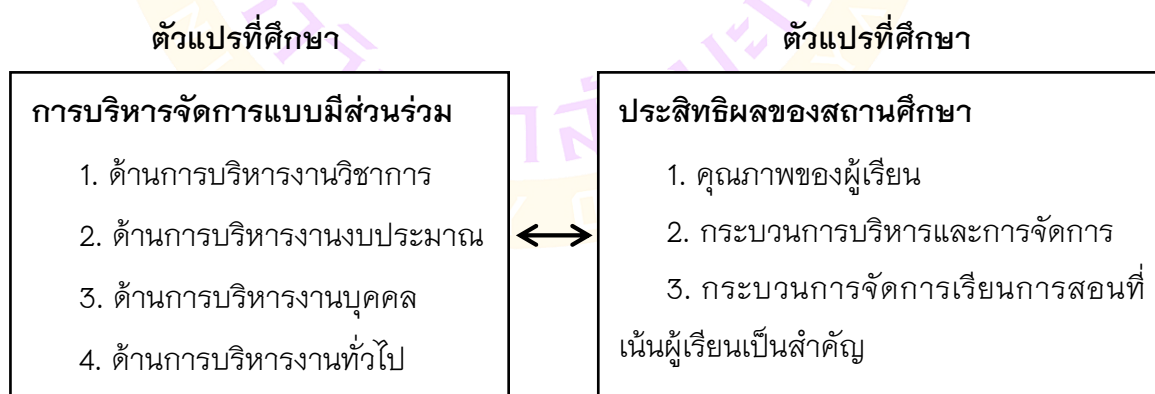 ตัวแปรที่ศึกษา
การบริหารจัดการแบบมีส่วนร่วม
1. ด้านการบริหารงานวิชาการ
2. ด้านการบริหารงานงบประมาณ
3. ด้านการบริหารงานบุคคล
4. ด้านการบริหารงานทั่วไป
ตัวแปรที่ศึกษา
ประสิทธิผลของสถานศึกษา
1. คุณภาพของผู้เรียน
2. กระบวนการบริหารและการจัดการ
3. กระบวนการจัดการเรียนการสอนที่
เน้นผู้เรียนเป็นสำคัญ